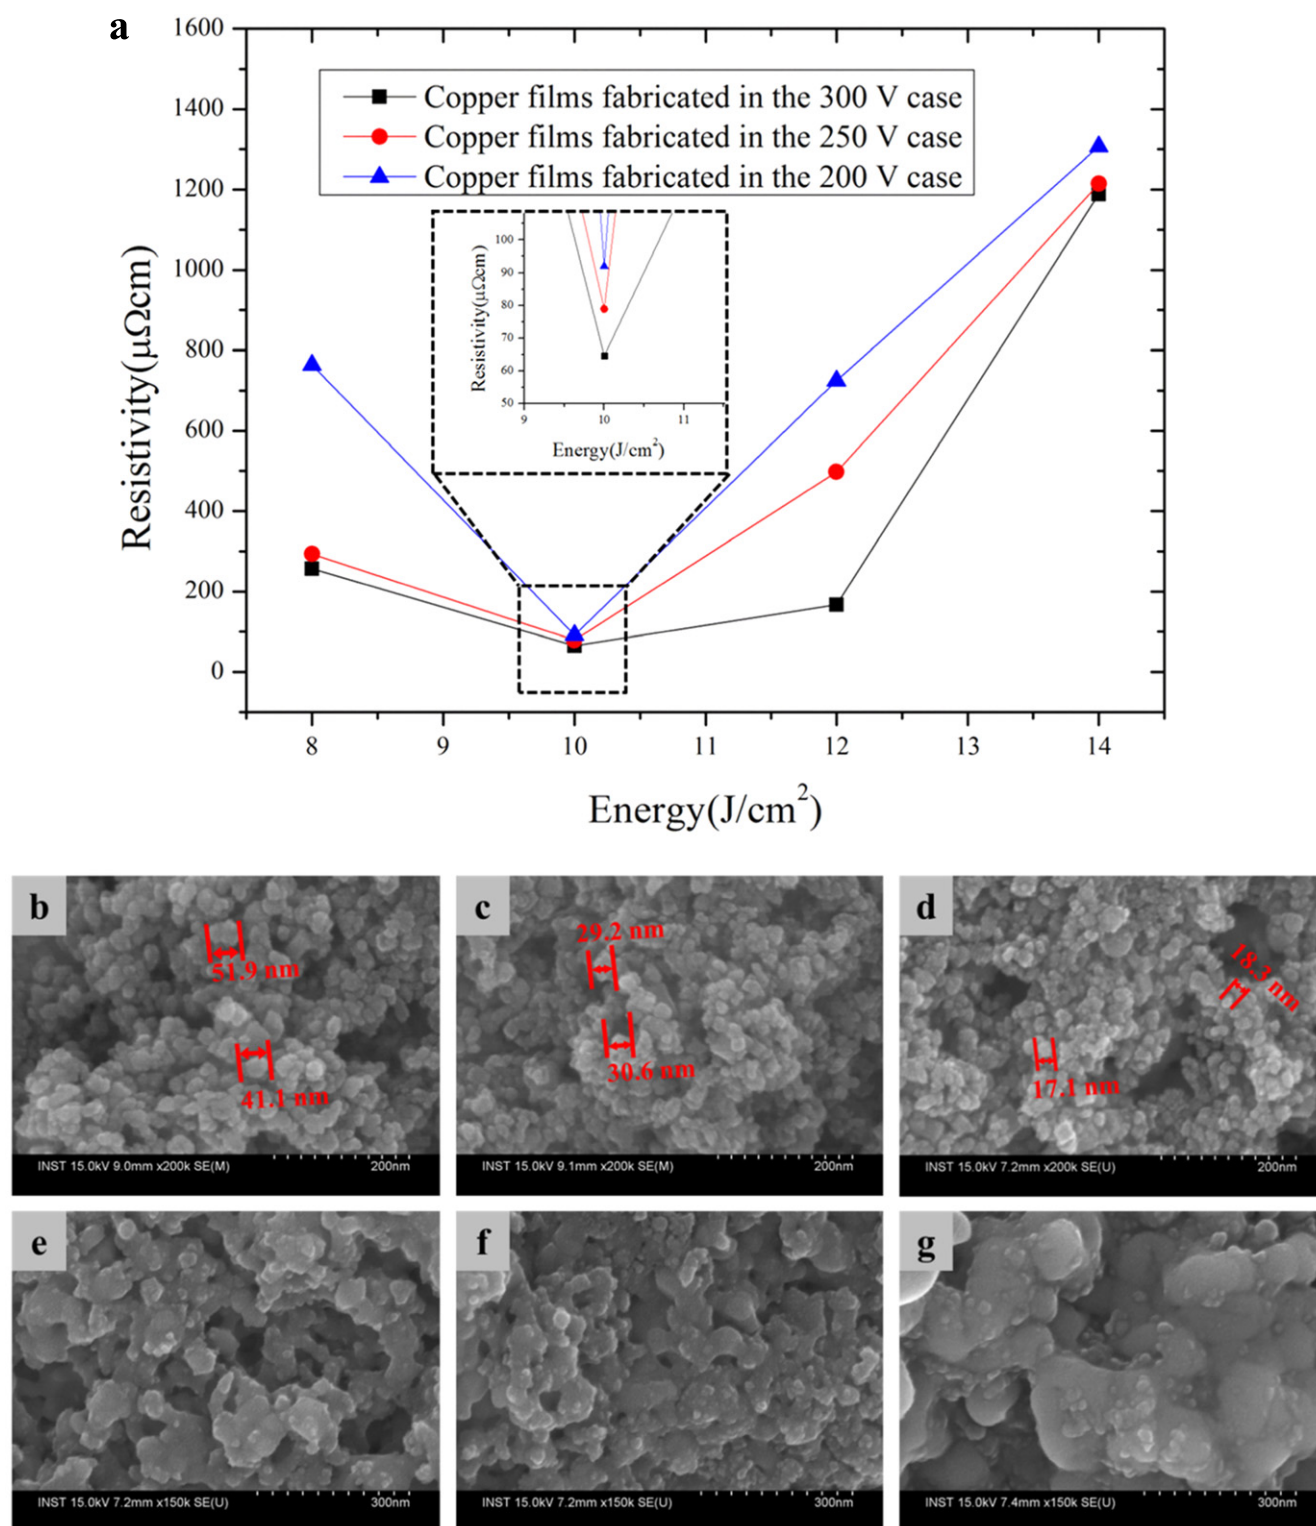 a
1600
1400
1200
1000
800
600
400
200
0
Resistivity(μΩcm)
Copper films fabricated in the 300 V case
Copper films fabricated in the 250 V case
Copper films fabricated in the 200 V case
100
90
80
70
60
50
Resistivity(μΩcm)
9 10 11
Energy(J/cm²)
8 9 10 11 12 13 14
Energy(J/cm²)
b
51.9 nm
41.1 nm
INST 15.0kV 9.0mm x200k SE(M) 200nm
c
29.2 nm
30.6 nm
INST 15.0kV 9.1mm x200k SE(M) 200nm
d
18.3 nm
17.1 nm
INST 15.0kV 7.2mm x200k SE(U) 200nm
e
INST 15.0kV 7.2mm x150k SE(U) 300nm
f
INST 15.0kV 7.2mm x150k SE(U) 300nm
g
INST 15.0kV 7.4mm x150k SE(U) 300nm